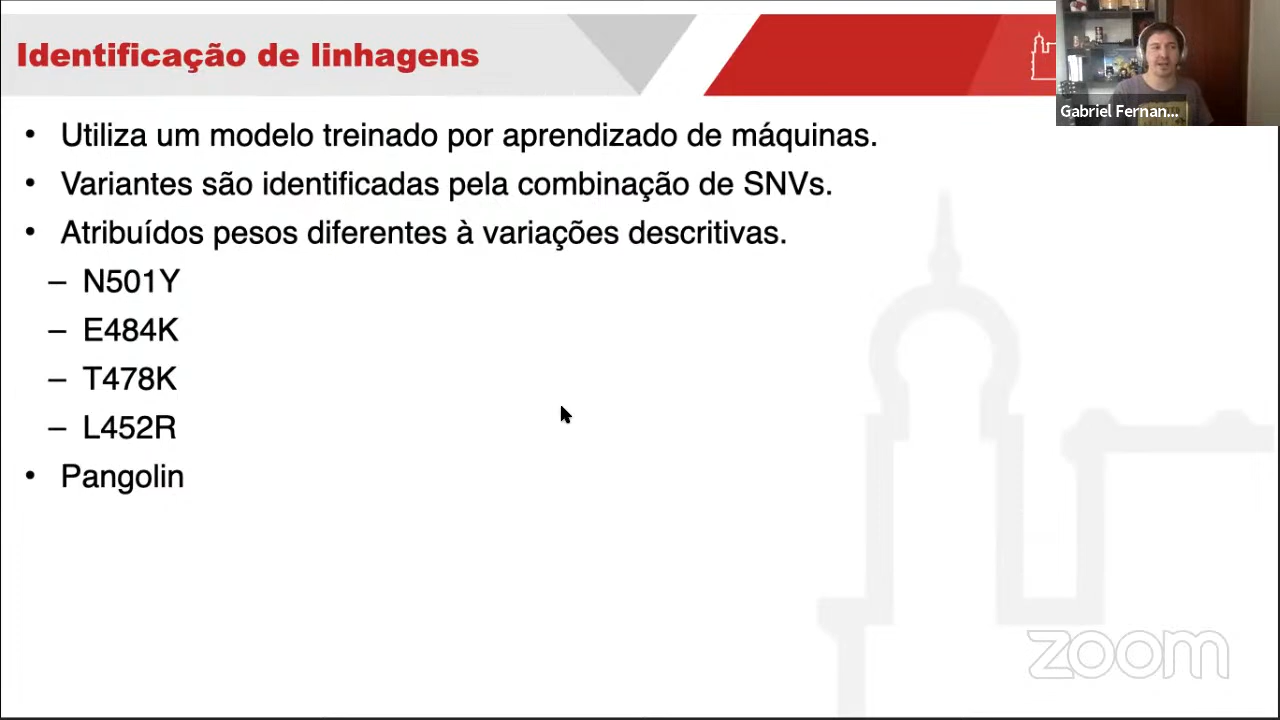 Identificação de linhagens
Gabriel Fernan...
• Utiliza um modelo treinado por aprendizado de máquinas.
• Variantes são identificadas pela combinação de SNVs.
• Atribuídos pesos diferentes à variações descritivas.
– N501Y
– E484K
– T478K
– L452R
• Pangolin
zoom